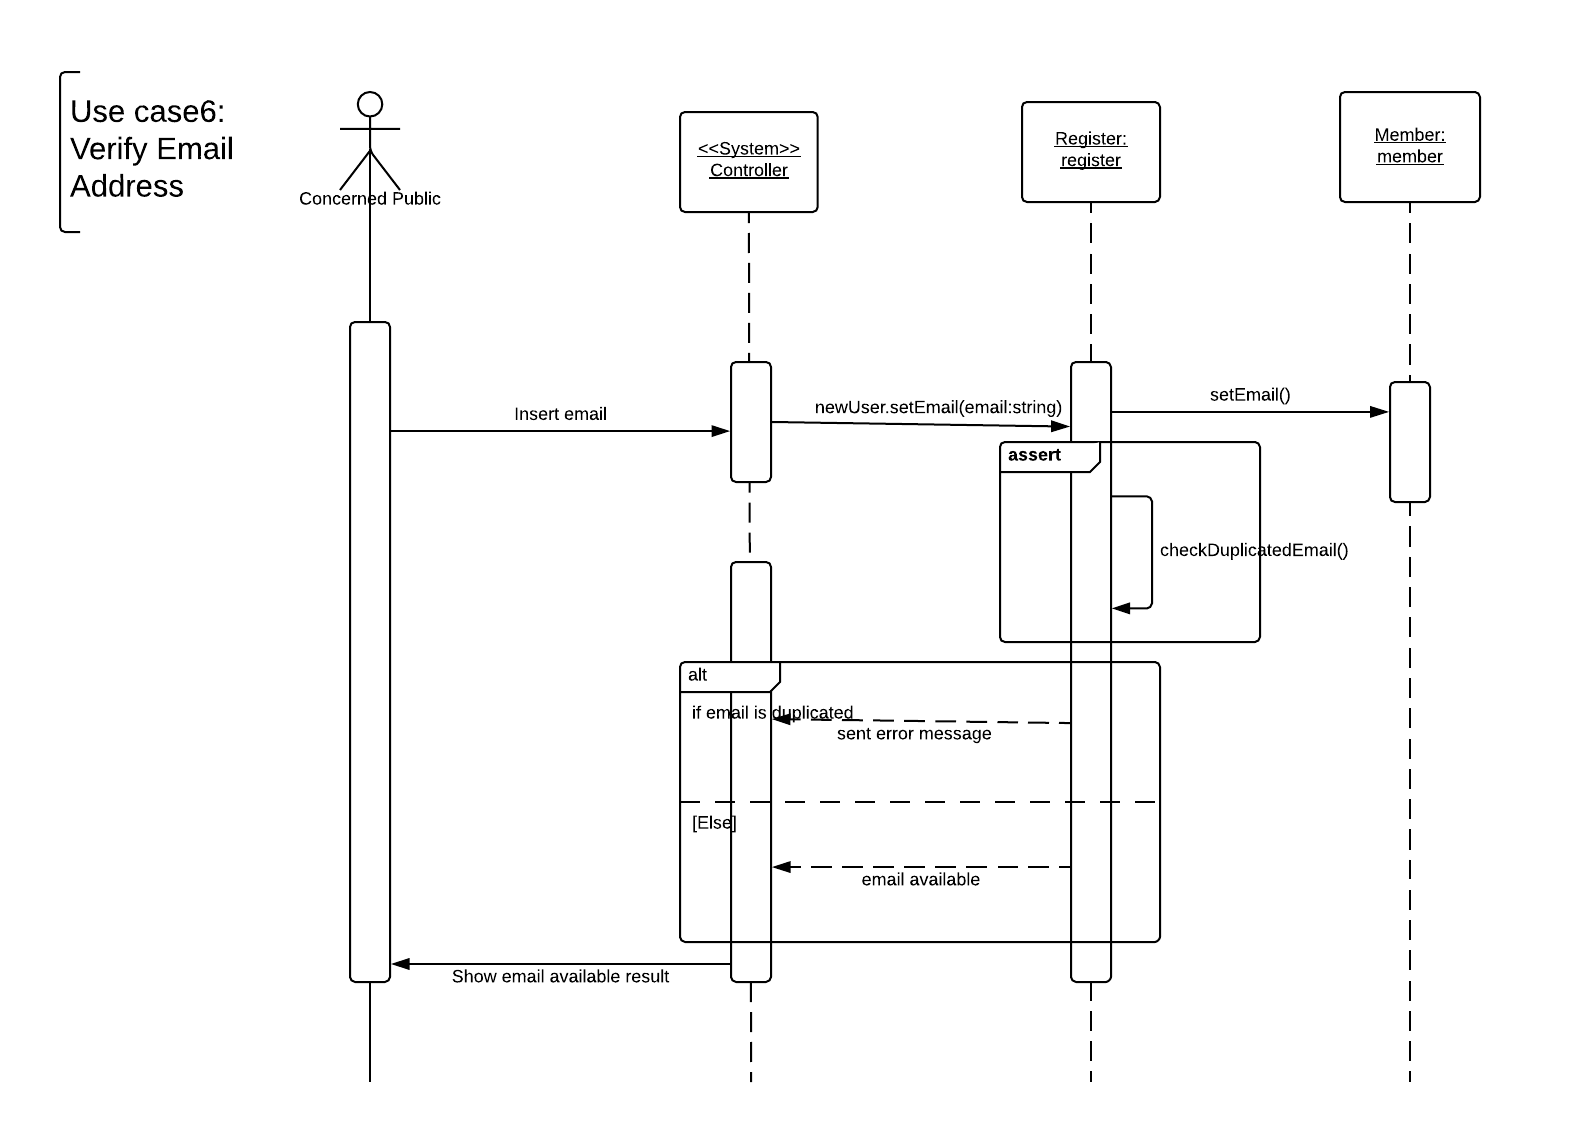 Use case6:
Verify Email
Address
Concerned Public
<<System>>
Controller
Register:
register
Member:
member
Insert email
newUser.setEmail(email:string)
setEmail()
assert
checkDuplicatedEmail()
alt
if email is duplicated
sent error message
[Else]
email available
Show email available result